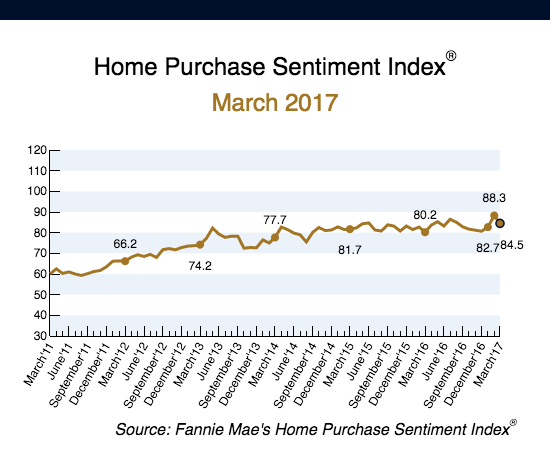 Home Purchase Sentiment Index®
March 2017
120
110
100
90
80
70
60
50
40
30
66.2
74.2
77.7
81.7
80.2
82.7
88.3
84.5
March'11
June'11
September'11
December'11
March'12
June'12
September'12
December'12
March'13
June'13
September'13
December'13
March'14
June'14
September'14
December'14
March'15
June'15
September'15
December'15
March'16
June'16
September'16
December'16
March'17
Source: Fannie Mae's Home Purchase Sentiment Index®